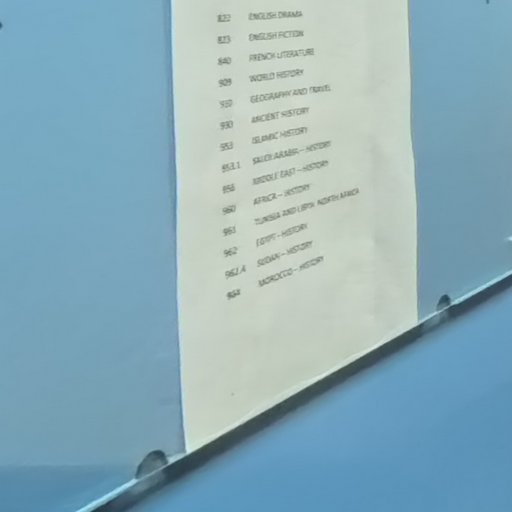 822 ENGLISH DRAMA
823 ENGLISH FICTION
840 FRENCH LITERATURE
909 WORLD HISTORY
910 GEOGRAPHY AND TRAVEL
930 ANCIENT HISTORY
953 ISLAMIC HISTORY
953.1 SAUDI ARABIA – HISTORY
956 MIDDLE EAST – HISTORY
960 AFRICA – HISTORY
961 TUNISIA AND LIBYA NORTH AFRICA
962 EGYPT – HISTORY
962.4 SUDAN – HISTORY
964 MOROCCO – HISTORY